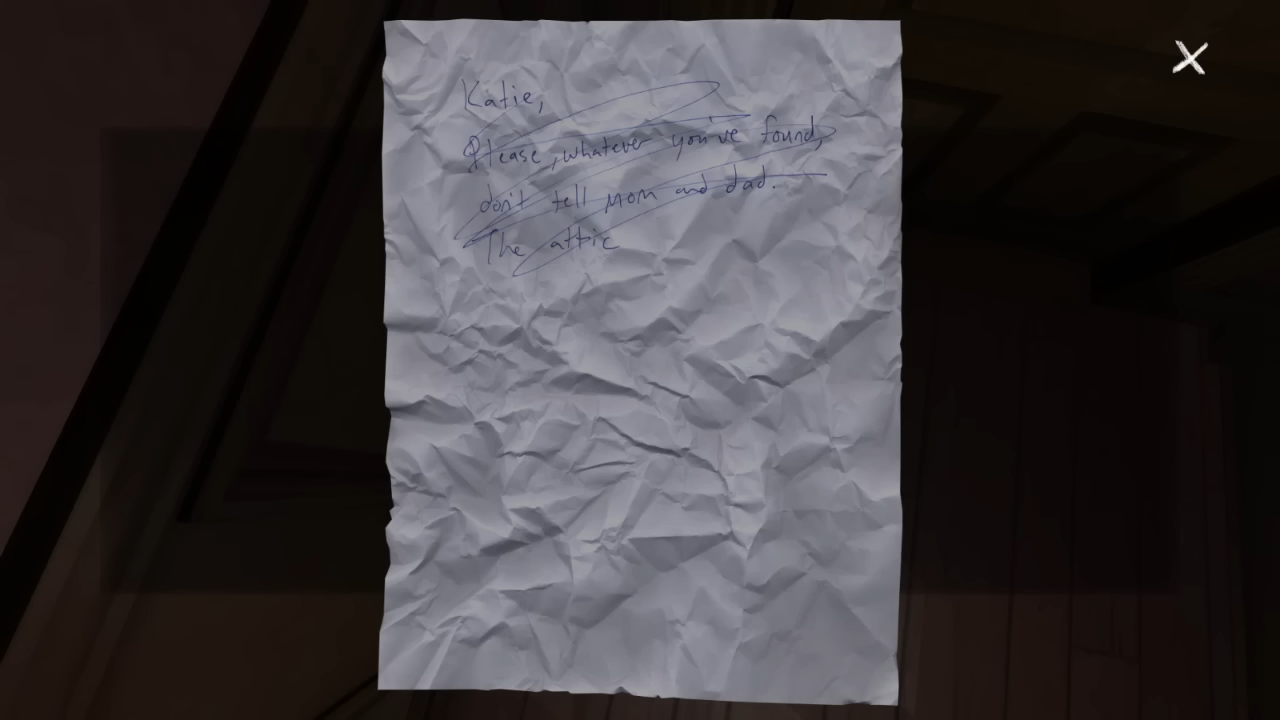 Katie,
Please, whatever you've found,
don't tell Mom and dad.
The attic